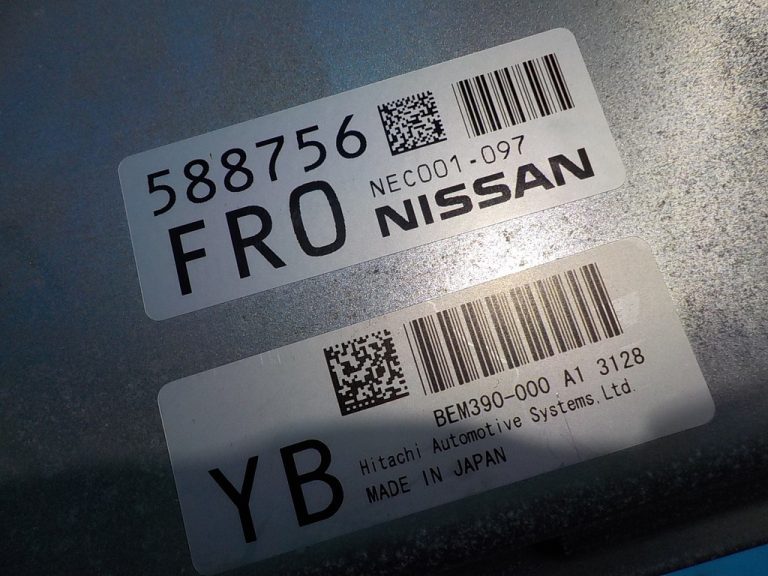 588756
FR0
NEC001-097
NISSAN
BEM390-000 A1 3128
Hitachi Automotive Systems,Ltd.
YB
MADE IN JAPAN